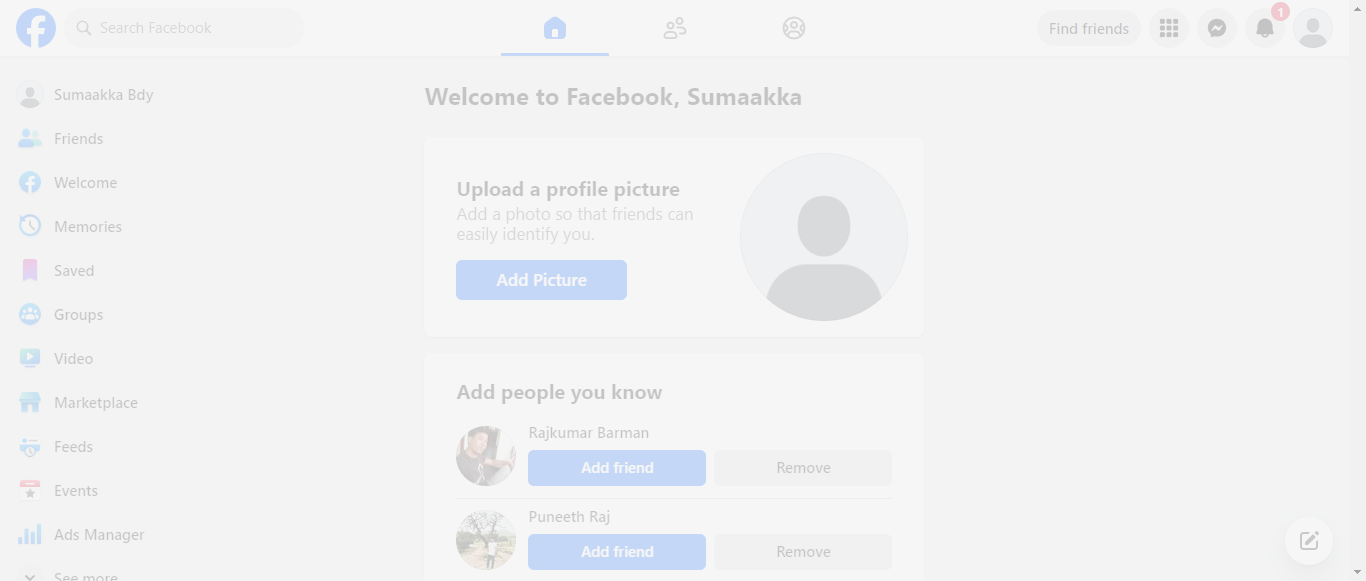 Search Facebook
Find friends
1
Sumaakka Bdy
Friends
Welcome
Memories
Saved
Groups
Video
Marketplace
Feeds
Events
Ads Manager
See more
Welcome to Facebook, Sumaakka
Upload a profile picture
Add a photo so that friends can
easily identify you.
Add Picture
Add people you know
Rajkumar Barman
Add friend
Remove
Puneeth Raj
Add friend
Remove